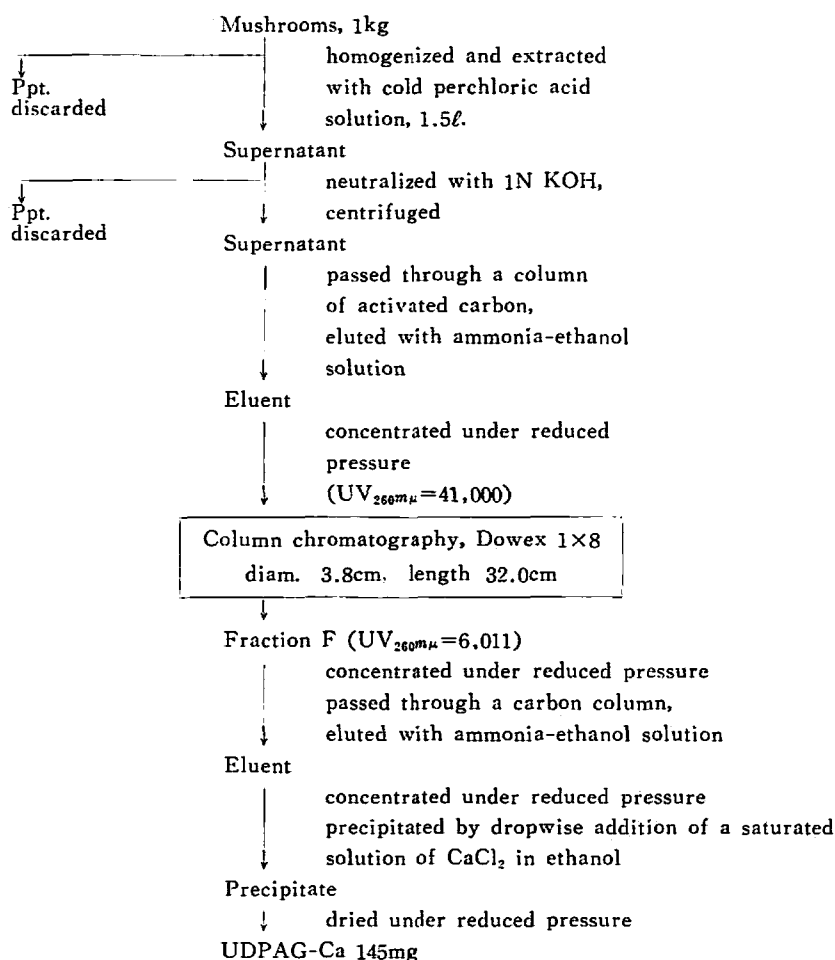 Mushrooms, 1kg
homogenized and extracted
with cold perchloric acid
solution, 1.5ℓ.
Ppt.
discarded
Supernatant
neutralized with 1N KOH,
centrifuged
Ppt.
discarded
Supernatant
passed through a column
of activated carbon,
eluted with ammonia-ethanol
solution
Eluent
concentrated under reduced
pressure
(UV260mμ=41,000)
Column chromatography, Dowex 1×8
diam. 3.8cm, length 32.0cm
Fraction F (UV260mμ=6,011)
concentrated under reduced pressure
passed through a carbon column,
eluted with ammonia-ethanol solution
Eluent
concentrated under reduced pressure
precipitated by dropwise addition of a saturated
solution of CaCl2 in ethanol
Precipitate
dried under reduced pressure
UDPAG-Ca 145mg